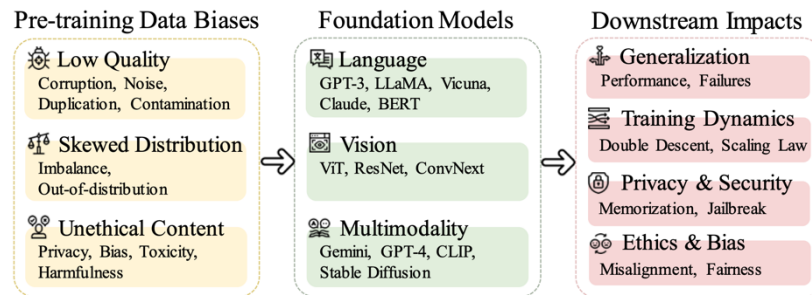 Pre-training Data Biases
Low Quality
Corruption, Noise,
Duplication, Contamination
Skewed Distribution
Imbalance,
Out-of-distribution
Unethical Content
Privacy, Bias, Toxicity,
Harmfulness
Foundation Models
Language
GPT-3, LLaMA, Vicuna,
Claude, BERT
Vision
ViT, ResNet, ConvNext
Multimodality
Gemini, GPT-4, CLIP,
Stable Diffusion
Downstream Impacts
Generalization
Performance, Failures
Training Dynamics
Double Descent, Scaling Law
Privacy & Security
Memorization, Jailbreak
Ethics & Bias
Misalignment, Fairness